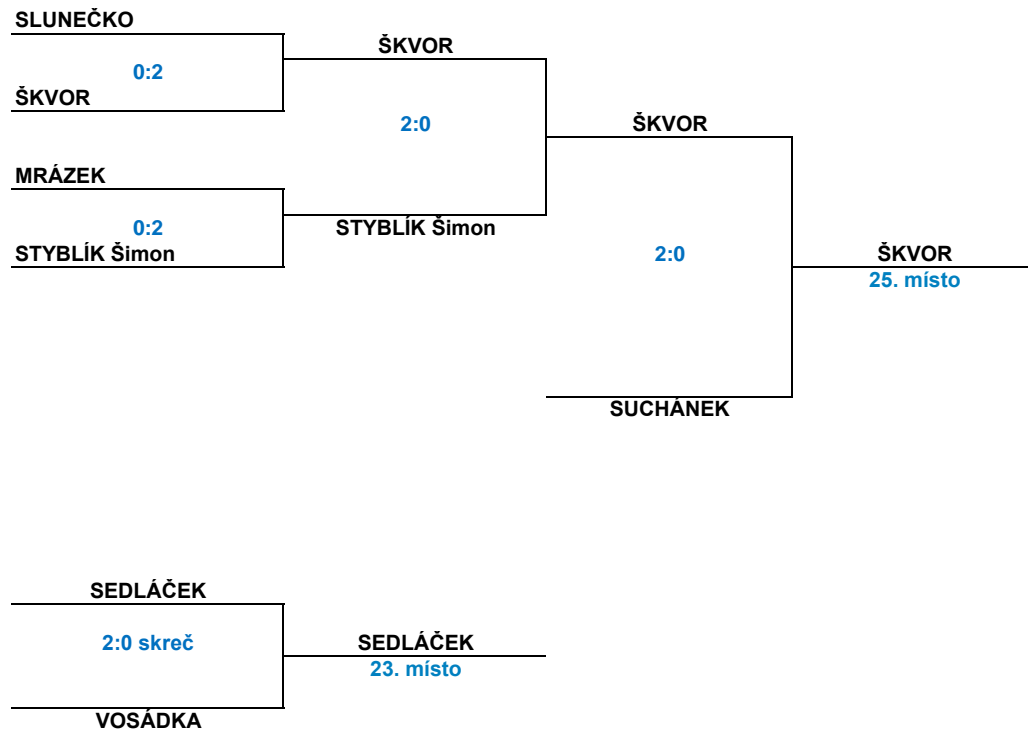 SLUNEČKO
ŠKVOR
0:2
ŠKVOR
2:0
ŠKVOR
MRÁZEK
0:2
STYBLÍK Šimon
STYBLÍK Šimon
2:0
ŠKVOR
25. místo
SUCHÁNEK
SEDLÁČEK
2:0 skreč
SEDLÁČEK
23. místo
VOSÁDKA